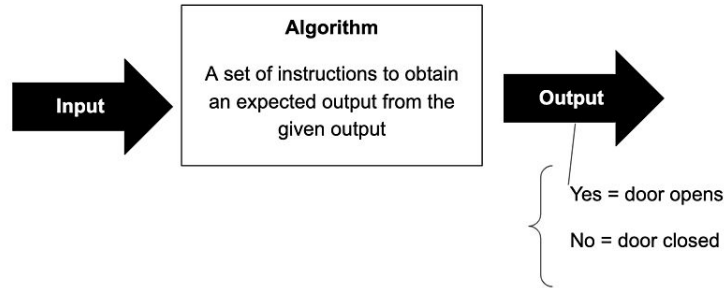 Algorithm
A set of instructions to obtain
an expected output from the
given output
Input
Output
Yes = door opens
No = door closed